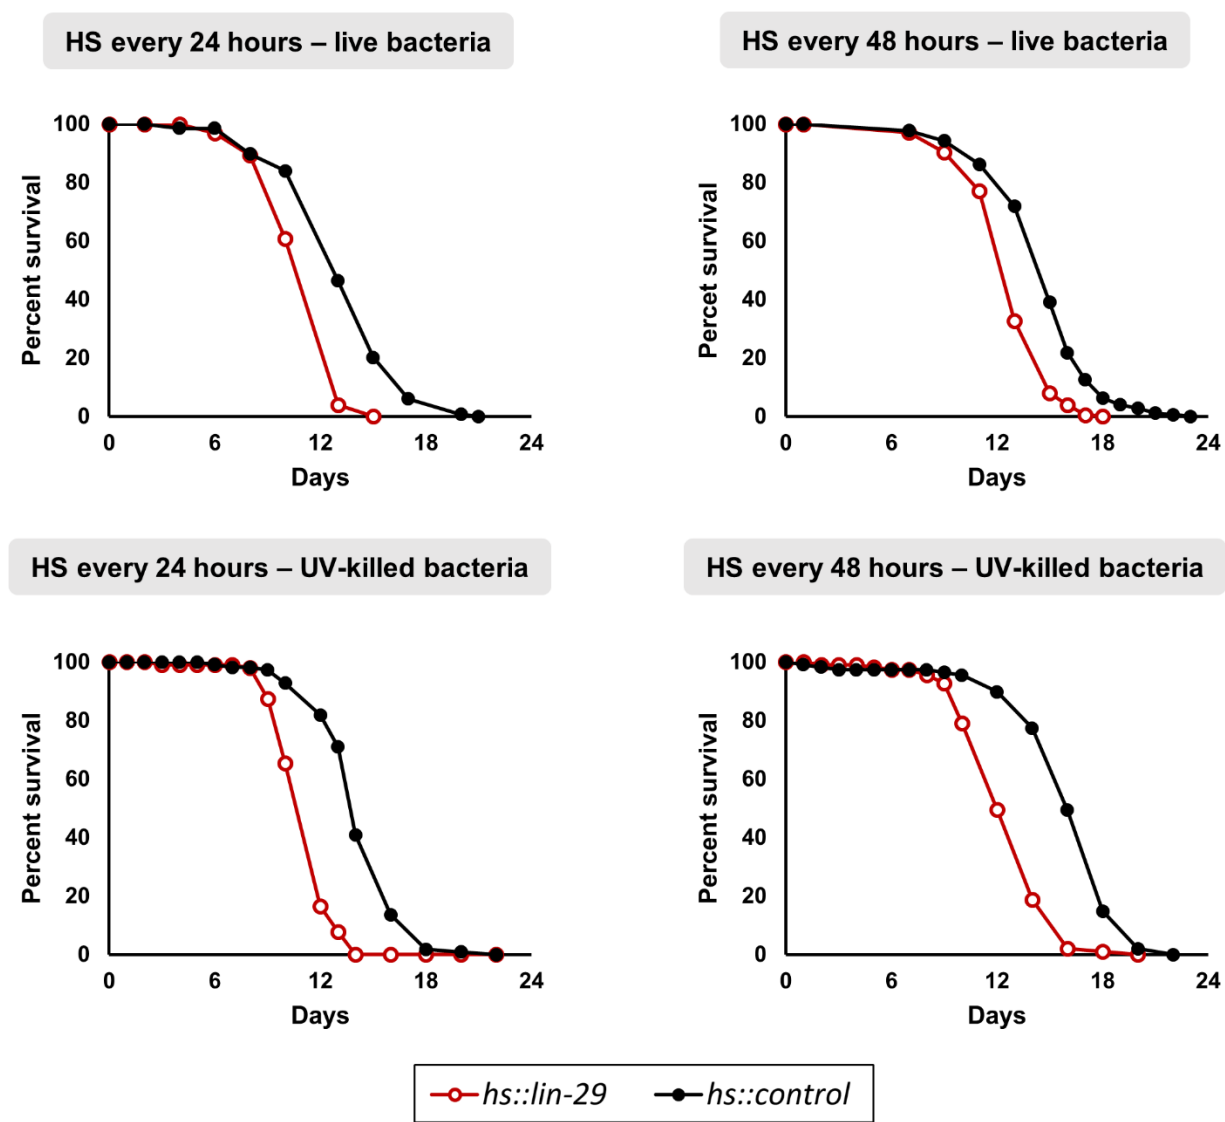 HS every 24 hours – live bacteria
100
80
60
40
20
0
Percent survival
0 6 12 18 24
Days
HS every 48 hours – live bacteria
100
80
60
40
20
0
Percet survival
0 6 12 18 24
Days
HS every 24 hours – UV-killed bacteria
100
80
60
40
20
0
Percent survival
0 6 12 18 24
Days
HS every 48 hours – UV-killed bacteria
100
80
60
40
20
0
Percent survival
0 6 12 18 24
Days
hs::lin-29 hs::control